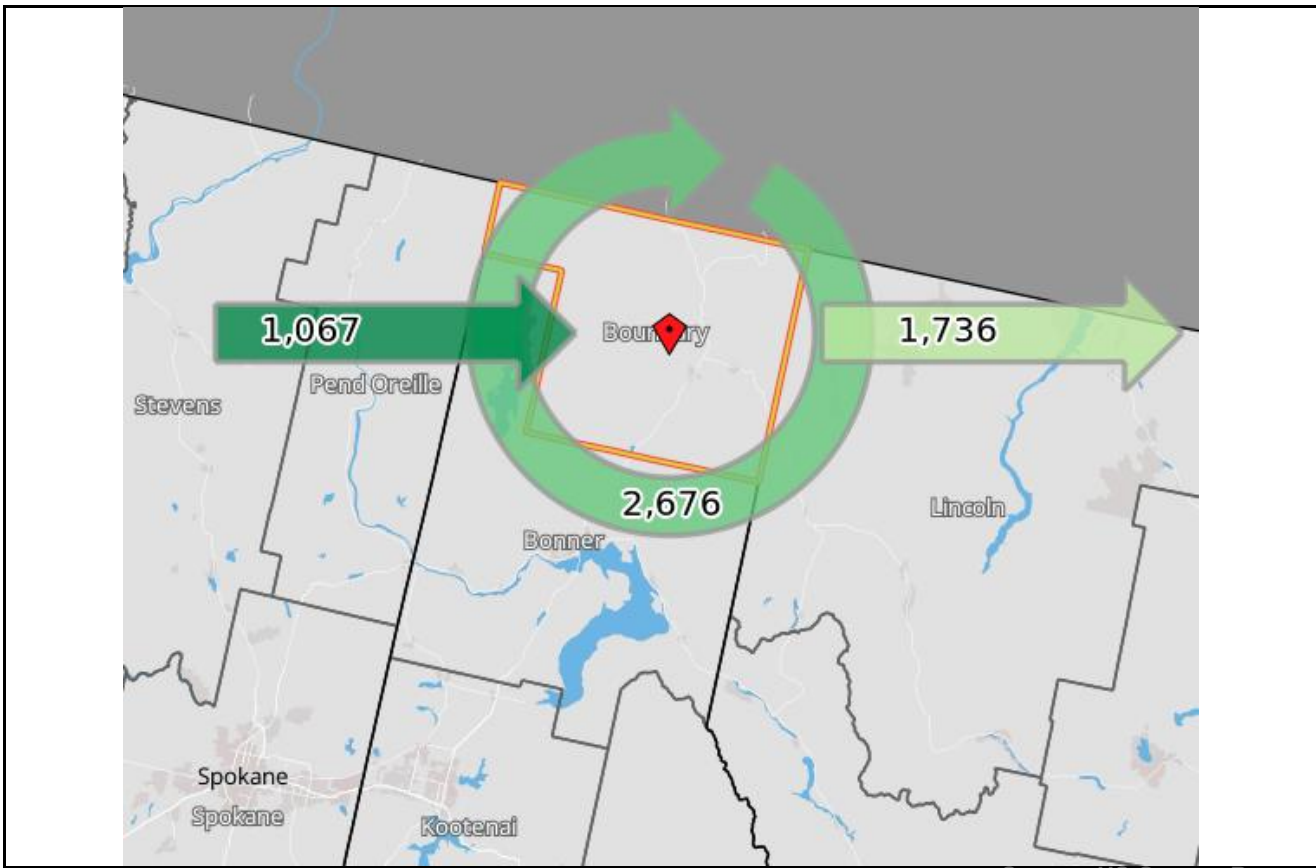 1,067
Boundary
1,736
Pend Oreille
Stevens
2,676
Lincoln
Bonner
Spokane
Spokane
Kootenai